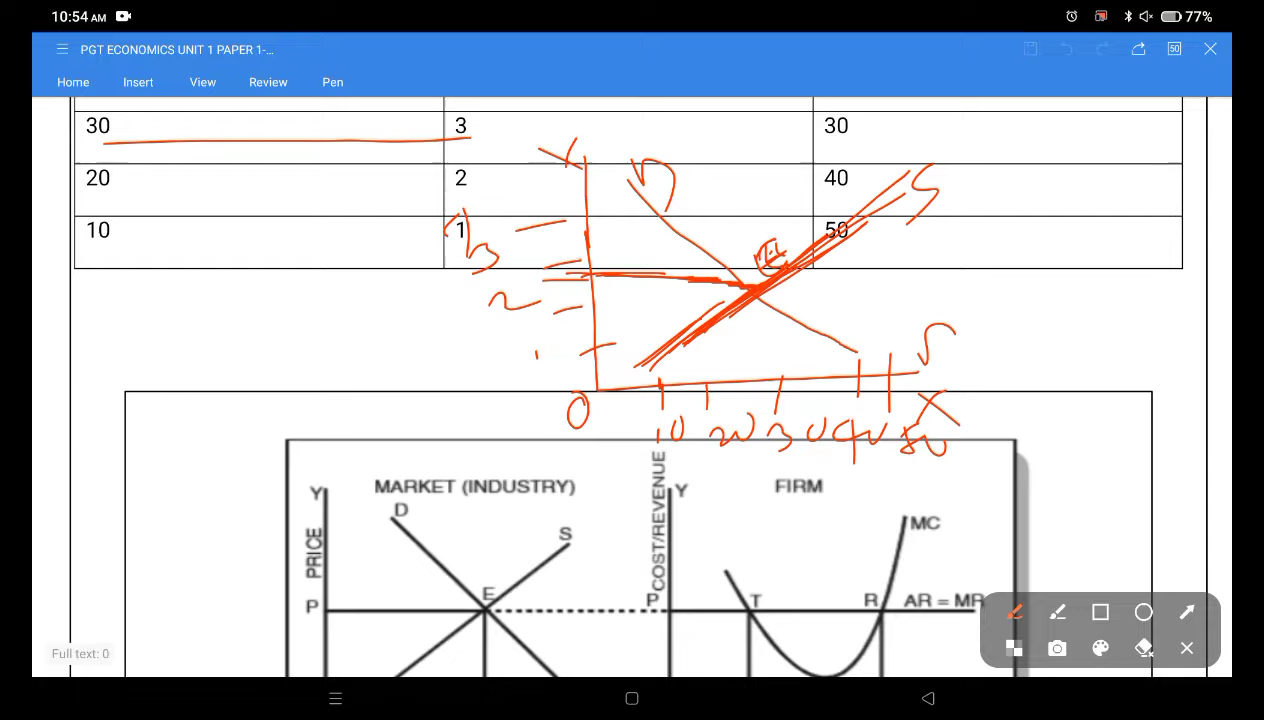 10:54 AM 77%
PGT ECONOMICS UNIT 1 PAPER 1-... 50
Home Insert View Review Pen
30 3 30
20 2 40
10 1 50
Y D S
E
3
2
0 X
10 20 30 40 50
MARKET (INDUSTRY) FIRM
Y D S
PRICE
P E
COST/REVENUE
Y MC
P T R AR = MR
Full text: 0